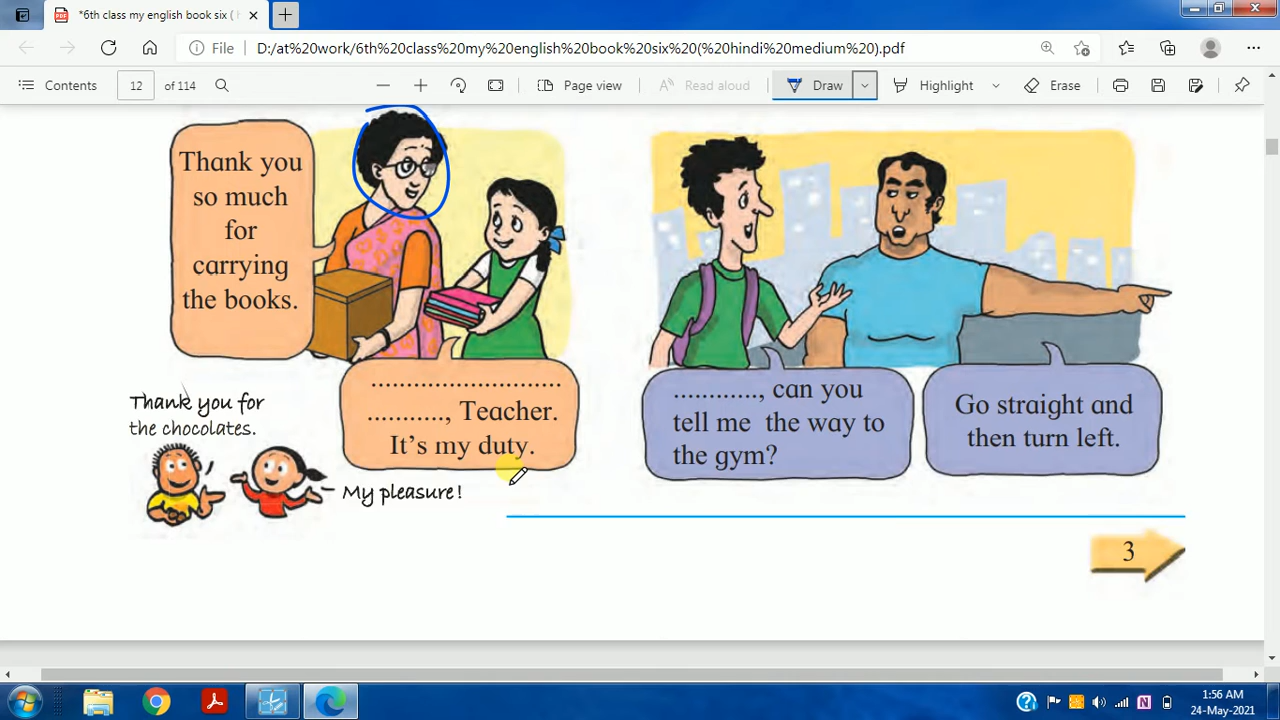 *6th class my english book six (
File
D:/at%20work/6th%20class%20my%20english%20book%20six%20(%20hindi%20medium%20).pdf
Contents
12
of 114
Page view
Read aloud
Draw
Highlight
Erase
Thank you
so much
for
carrying
the books.
............................
............, Teacher.
It's my duty.
Thank you for
the chocolates.
My pleasure!
............, can you
tell me the way to
the gym?
Go straight and
then turn left.
3
1:56 AM
24-May-2021